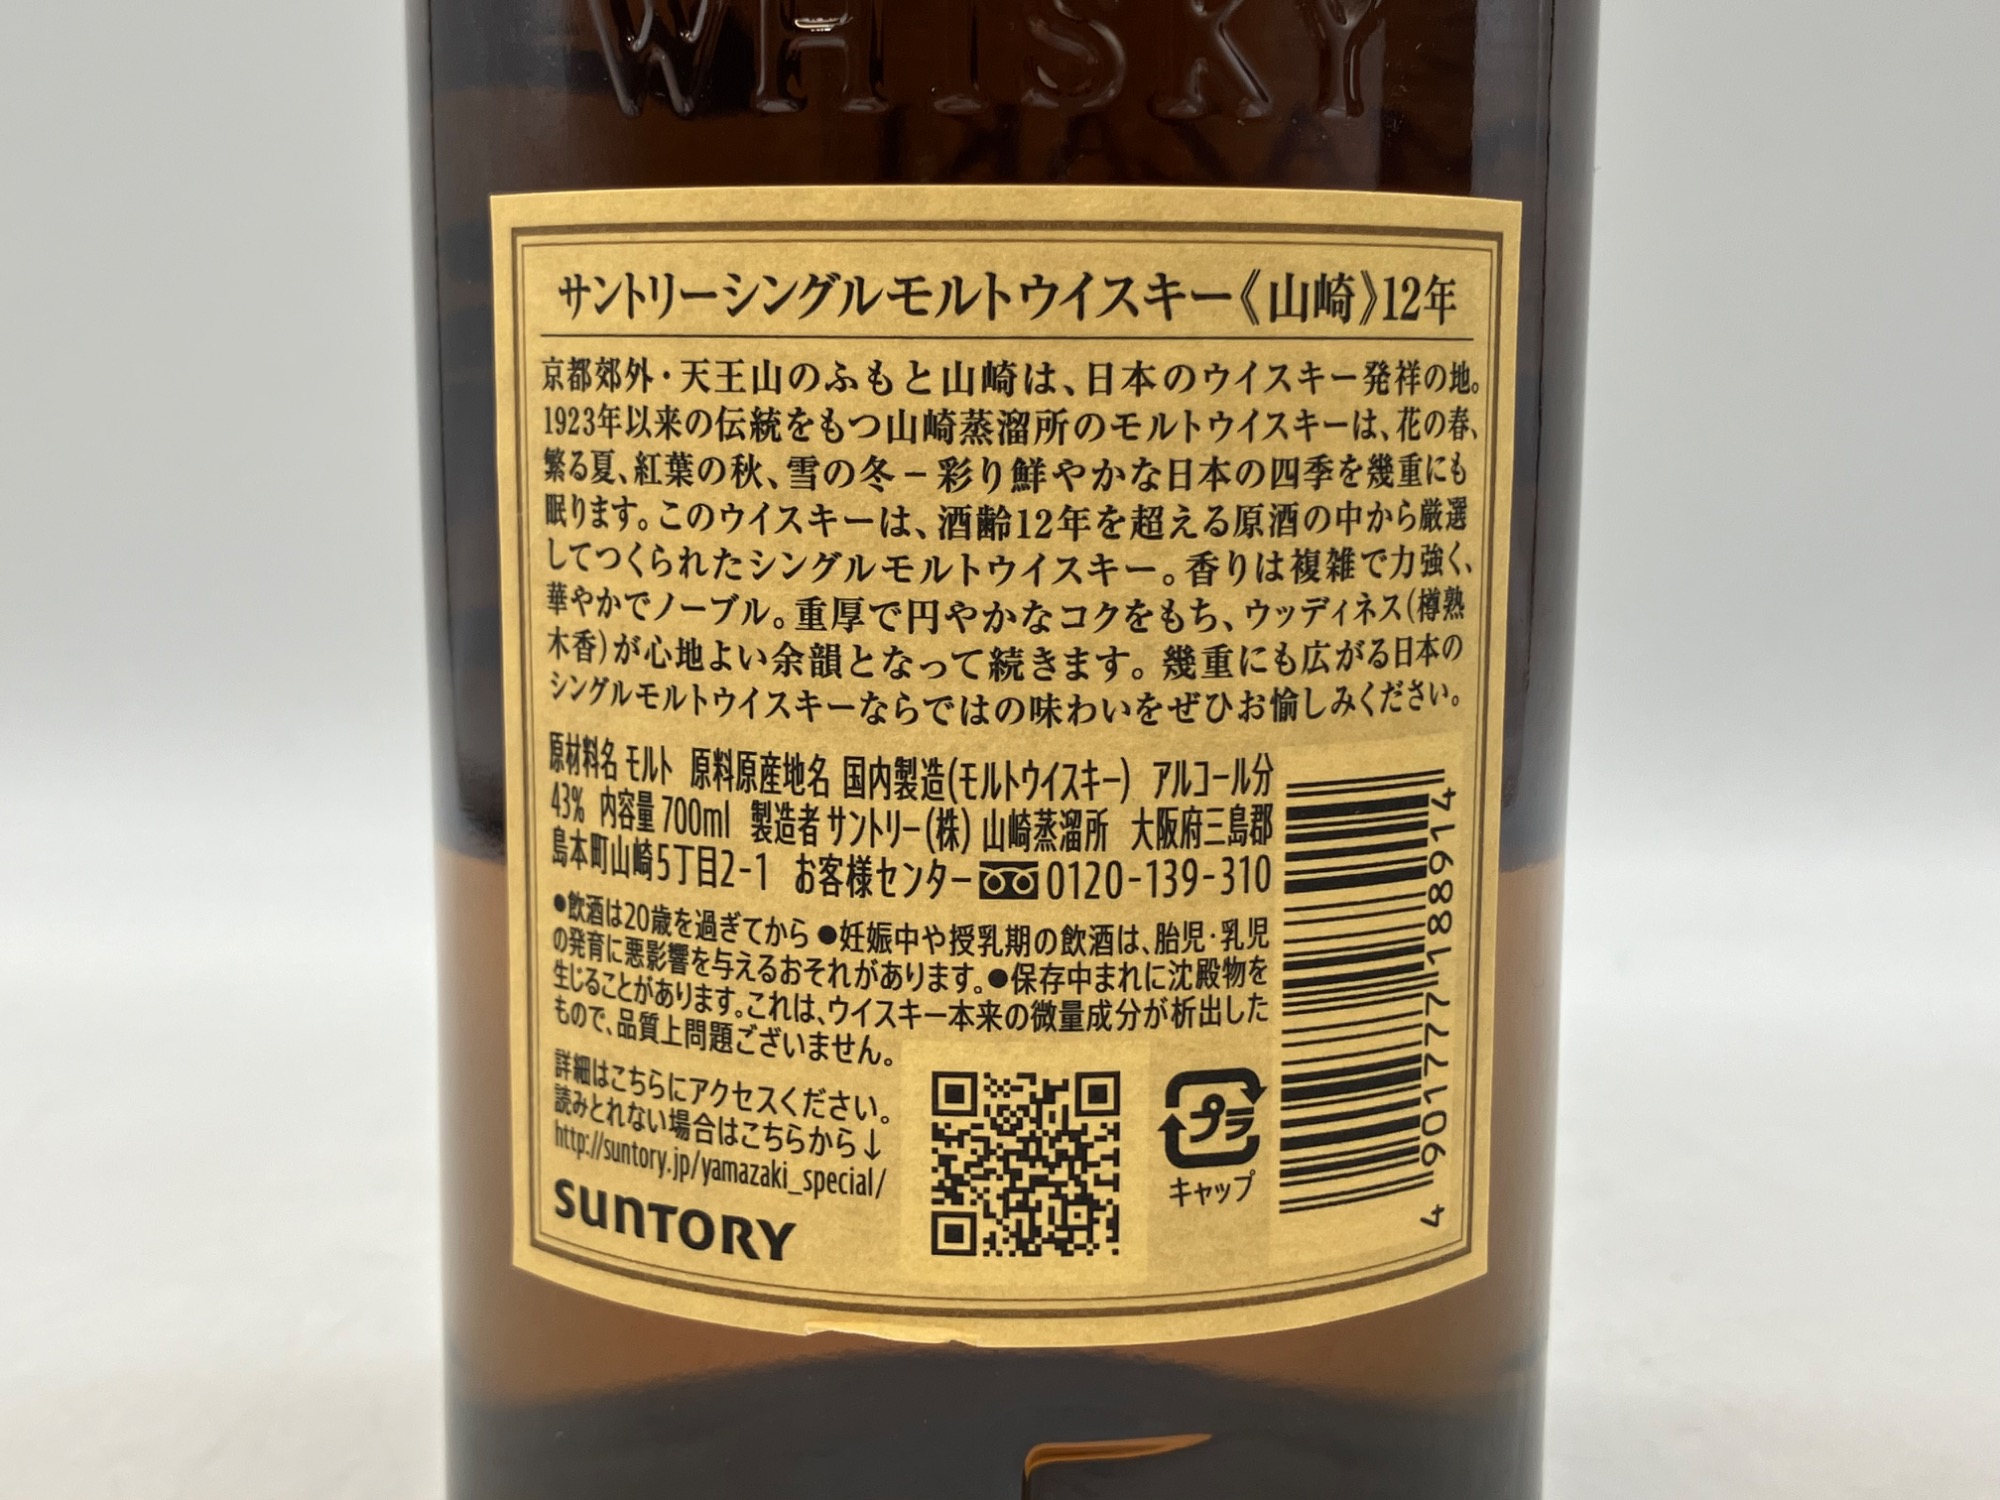 WHISKY
サントリーシングルモルトウイスキー《山崎》12年
京都郊外・天王山のふもと山崎は、日本のウイスキー発祥の地。
1923年以来の伝統をもつ山崎蒸溜所のモルトウイスキーは、花の春、
繁る夏、紅葉の秋、雪の冬－彩り鮮やかな日本の四季を幾重にも
眠ります。このウイスキーは、酒齢12年を超える原酒の中から厳選
してつくられたシングルモルトウイスキー。香りは複雑で力強く、
華やかでノーブル。重厚で円やかなコクをもち、ウッディネス(樽熟
木香)が心地よい余韻となって続きます。幾重にも広がる日本の
シングルモルトウイスキーならではの味わいをぜひお愉しみください。
原材料名 モルト 原料原産地名 国内製造(モルトウイスキー) アルコール分
43% 内容量 700ml 製造者 サントリー(株) 山崎蒸溜所 大阪府三島郡
島本町山崎5丁目2-1 お客様センター 0120-139-310
●飲酒は20歳を過ぎてから ●妊娠中や授乳期の飲酒は、胎児・乳児
の発育に悪影響を与えるおそれがあります。●保存中まれに沈殿物を
生じることがあります。これは、ウイスキー本来の微量成分が析出した
もので、品質上問題ございません。
詳細はこちらにアクセスください。
読みとれない場合はこちらから↓
http://suntory.jp/yamazaki_special/
SUNTORY
プラ
キャップ
4 901777 188914